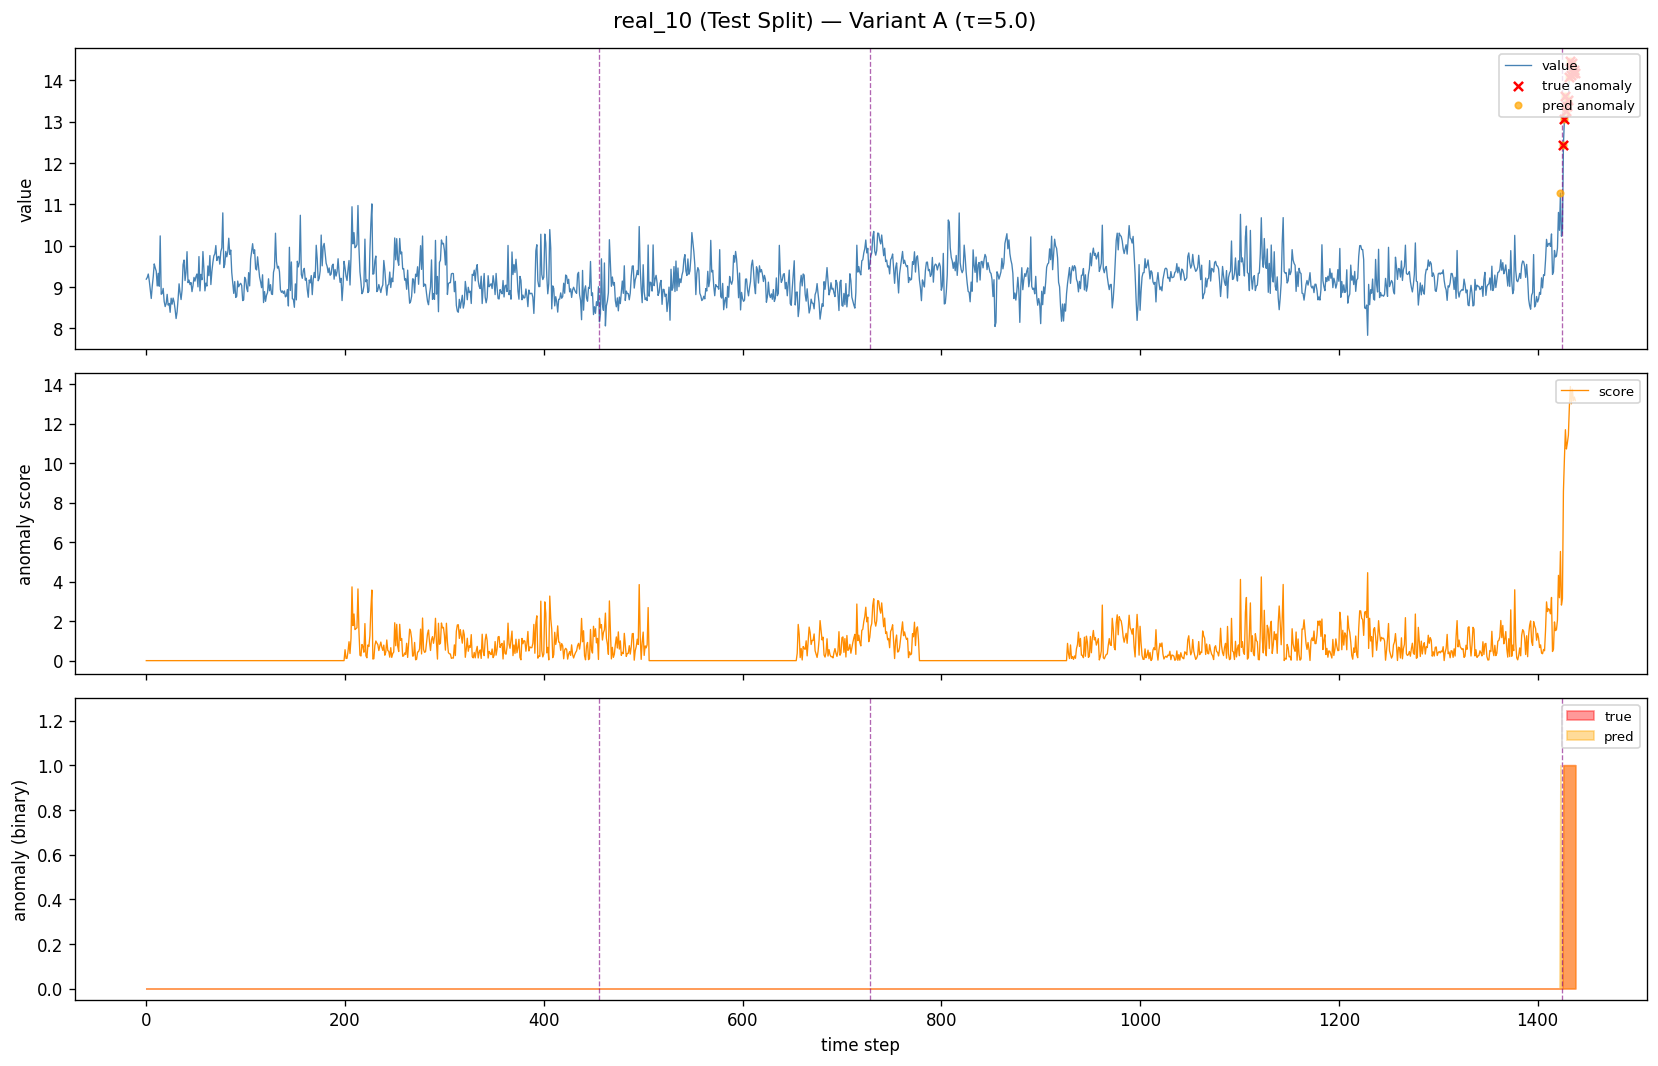 real_10 (Test Split) — Variant A (τ=5.0)
value
14
13
12
11
10
9
8
value
true anomaly
pred anomaly
anomaly score
14
12
10
8
6
4
2
0
score
anomaly (binary)
1.2
1.0
0.8
0.6
0.4
0.2
0.0
true
pred
0 200 400 600 800 1000 1200 1400
time step